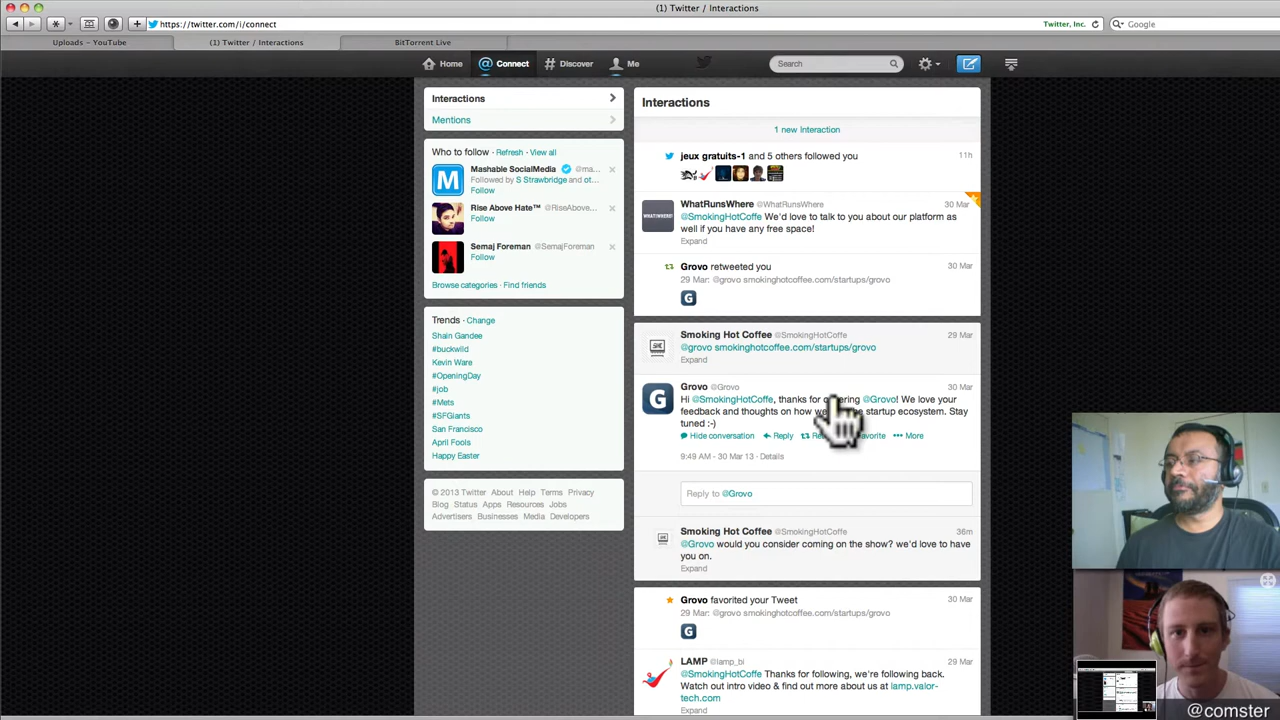 (1) Twitter / Interactions
https://twitter.com/i/connect
Twitter, Inc.
Google
Uploads – YouTube
(1) Twitter / Interactions
BitTorrent Live
Home
@ Connect
# Discover
Me
Search
Interactions
Mentions
Who to follow · Refresh · View all
M
Mashable SocialMedia @ma...
Followed by S Strawbridge and ot...
Follow
Rise Above Hate™ @RiseAbove...
Follow
Semaj Foreman @SemajForeman
Follow
Browse categories · Find friends
Trends · Change
Shain Gandee
#buckwild
Kevin Ware
#OpeningDay
#job
#Mets
#SFGiants
San Francisco
April Fools
Happy Easter
© 2013 Twitter About Help Terms Privacy
Blog Status Apps Resources Jobs
Advertisers Businesses Media Developers
Interactions
1 new Interaction
jeux gratuits-1 and 5 others followed you 11h
WhatRunsWhere @WhatRunsWhere 30 Mar
@SmokingHotCoffe We'd love to talk to you about our platform as
well if you have any free space!
Expand
Grovo retweeted you 30 Mar
29 Mar: @grovo smokinghotcoffee.com/startups/grovo
G
Smoking Hot Coffee @SmokingHotCoffe 29 Mar
@grovo smokinghotcoffee.com/startups/grovo
Expand
G
Grovo @Grovo 30 Mar
Hi @SmokingHotCoffe, thanks for @Grovo! We love your
feedback and thoughts on how startup ecosystem. Stay
tuned :-)
Hide conversation Reply More
9:49 AM - 30 Mar 13 · Details
Reply to @Grovo
Smoking Hot Coffee @SmokingHotCoffe 36m
@Grovo would you consider coming on the show? we'd love to have
you on.
Expand
Grovo favorited your Tweet 30 Mar
29 Mar: @grovo smokinghotcoffee.com/startups/grovo
G
LAMP @lamp_bi 29 Mar
@SmokingHotCoffe Thanks for following, we're following back.
Watch out intro video & find out more about us at lamp.valor-
tech.com
Expand
@comster